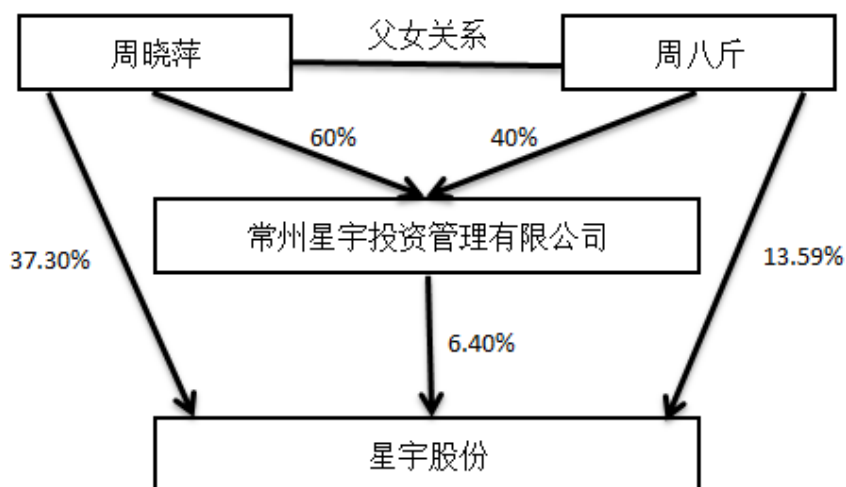 父女关系
周晓萍
周八斤
60%
40%
常州星宇投资管理有限公司
37.30%
13.59%
6.40%
星宇股份